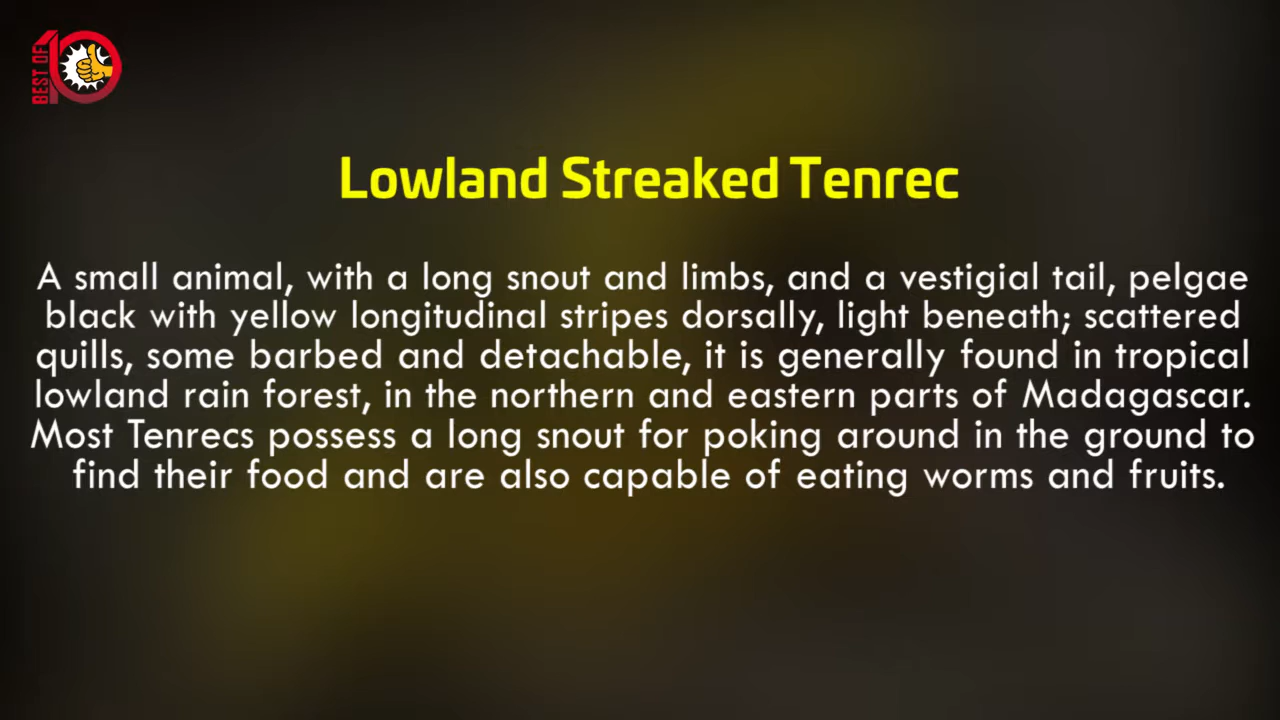 BEST OF 10
Lowland Streaked Tenrec
A small animal, with a long snout and limbs, and a vestigial tail, pelgae
black with yellow longitudinal stripes dorsally, light beneath; scattered
quills, some barbed and detachable, it is generally found in tropical
lowland rain forest, in the northern and eastern parts of Madagascar.
Most Tenrecs possess a long snout for poking around in the ground to
find their food and are also capable of eating worms and fruits.